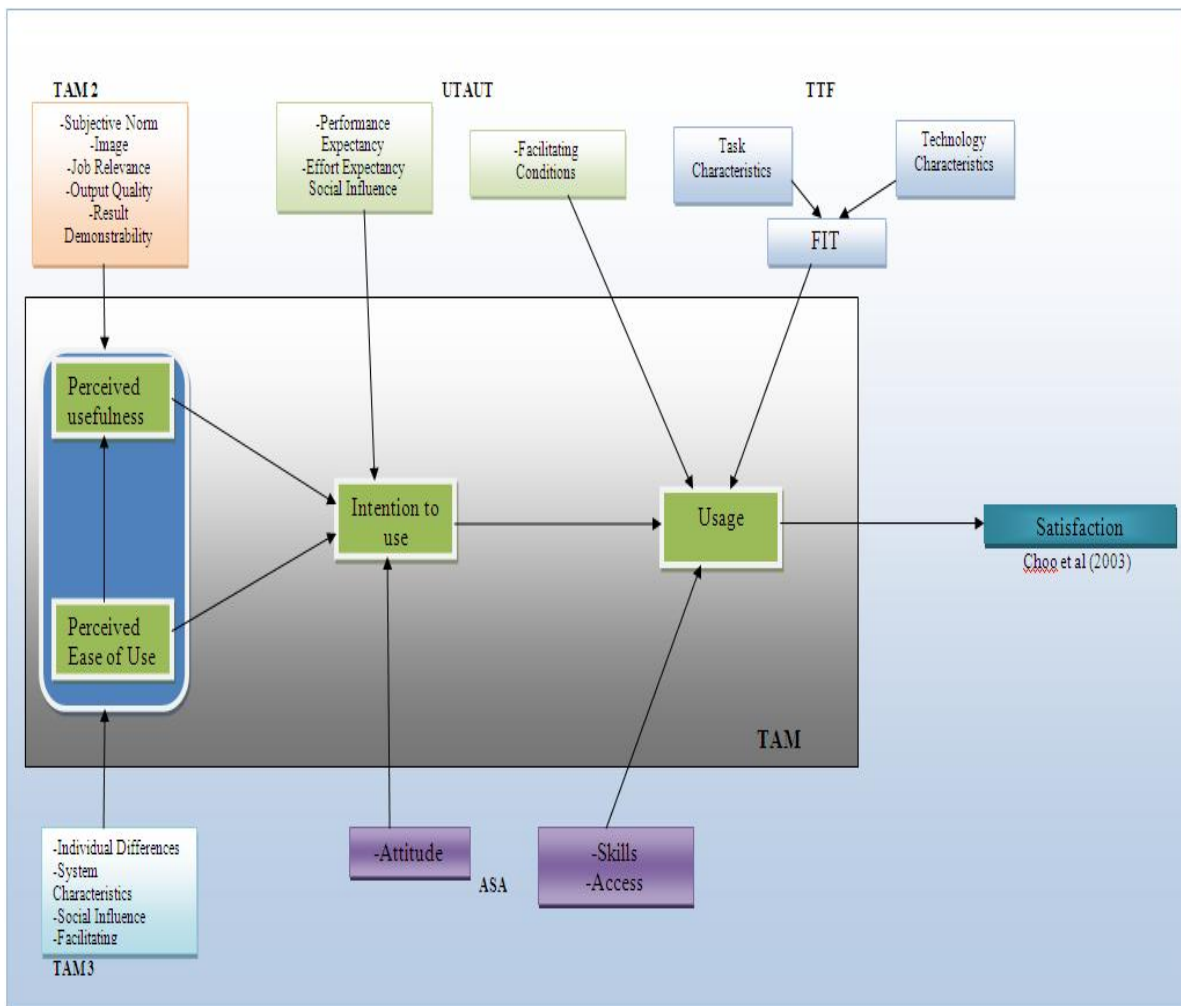 TAM 2
UTAUT
TTF
-Subjective Norm
-Image
-Job Relevance
-Output Quality
-Result
Demonstrability
-Performance
Expectancy
-Effort Expectancy
Social Influence
-Facilitating
Conditions
Task
Characteristics
Technology
Characteristics
FIT
Perceived
usefulness
Intention to
use
Usage
Satisfaction
Choo et al (2003)
Perceived
Ease of Use
TAM
-Individual Differences
-System
Characteristics
-Social Influence
-Facilitating
TAM 3
-Attitude
ASA
-Skills
-Access